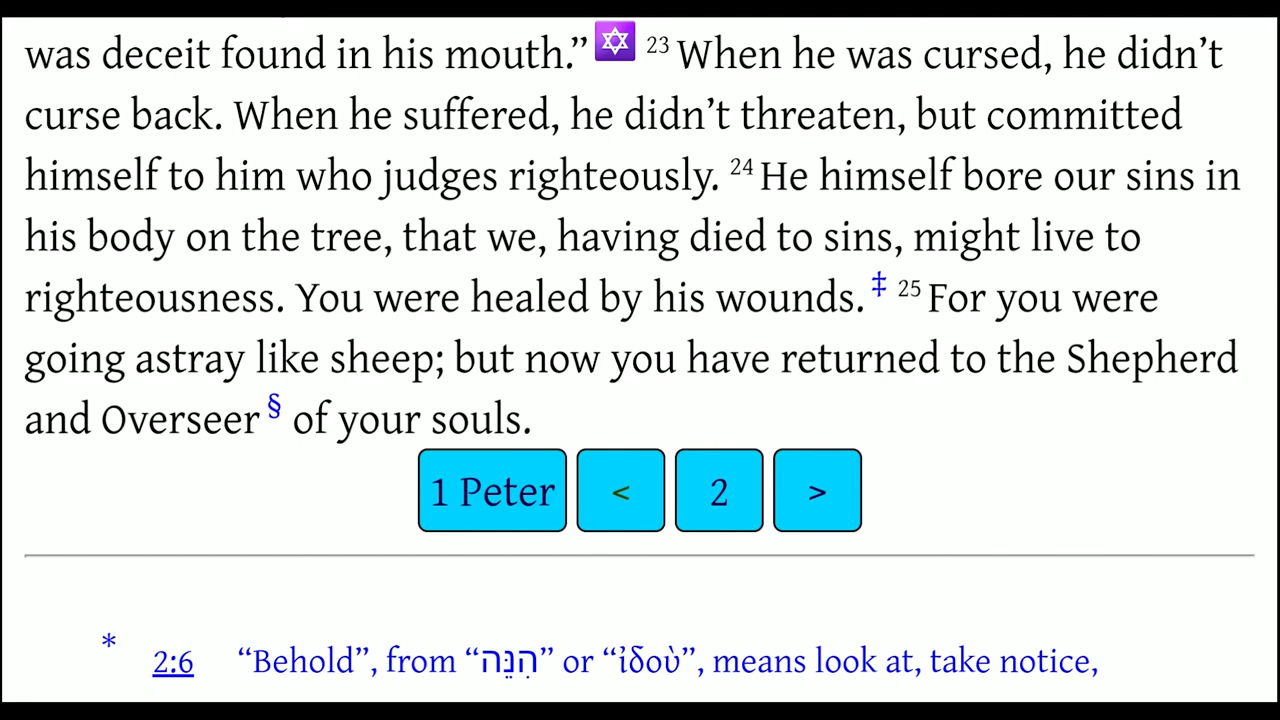 was deceit found in his mouth.”✡ 23 When he was cursed, he didn’t
curse back. When he suffered, he didn’t threaten, but committed
himself to him who judges righteously. 24 He himself bore our sins in
his body on the tree, that we, having died to sins, might live to
righteousness. You were healed by his wounds. ‡ 25 For you were
going astray like sheep; but now you have returned to the Shepherd
and Overseer § of your souls.
1 Peter < 2 >
* 2:6 “Behold”, from “הִנֵּה” or “ἰδοὺ”, means look at, take notice,